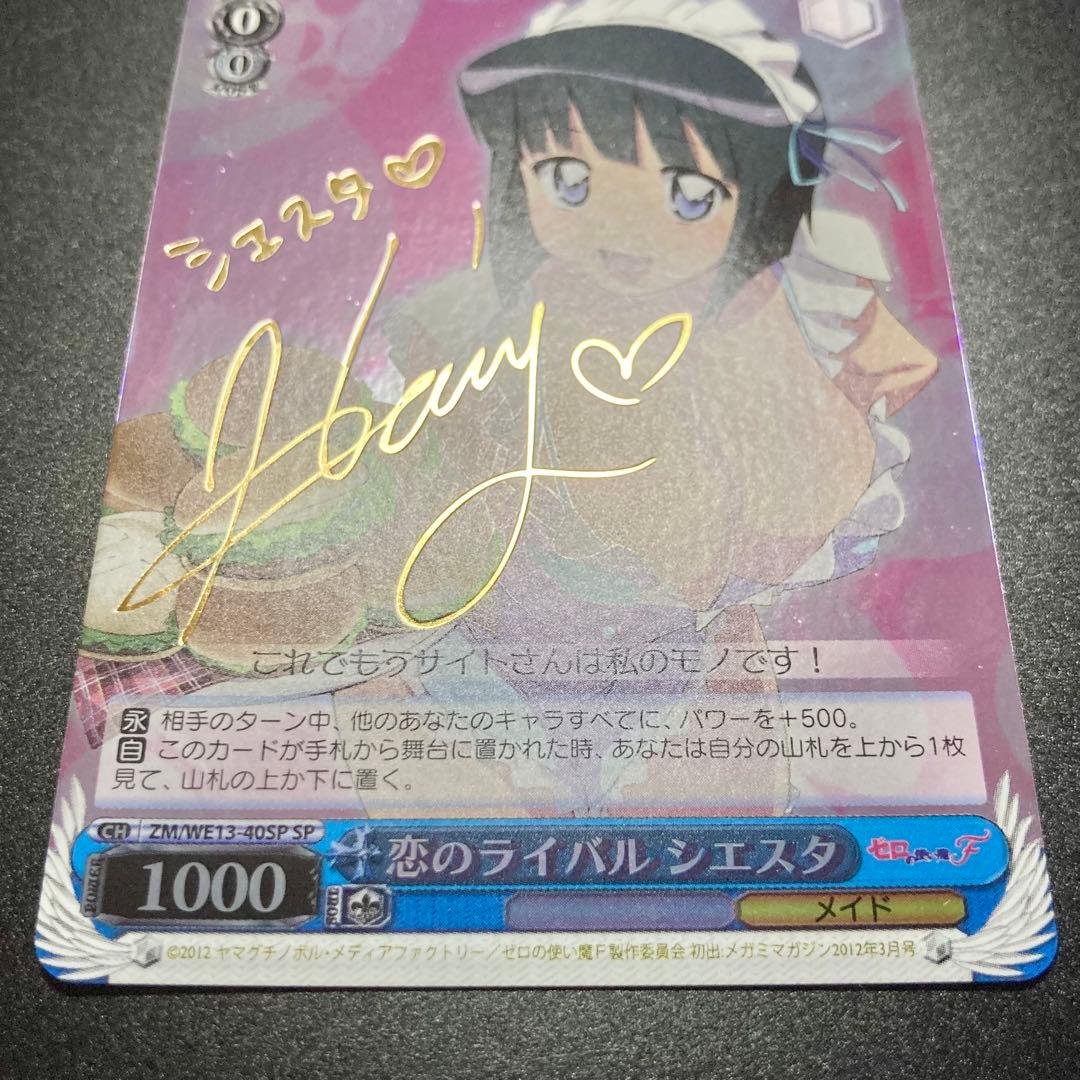 0
0
シエスタ♡
これでもうサイトさんは私のモノです！
永 相手のターン中、他のあなたのキャラすべてに、パワーを＋500。
自 このカードが手札から舞台に置かれた時、あなたは自分の山札を上から1枚
見て、山札の上か下に置く。
CH ZM/WE13-40SP SP
POWER 1000 SOUL 恋のライバル シエスタ ゼロの使い魔F
メイド
©2012 ヤマグチノボル・メディアファクトリー／ゼロの使い魔F製作委員会 初出:メガミマガジン2012年3月号